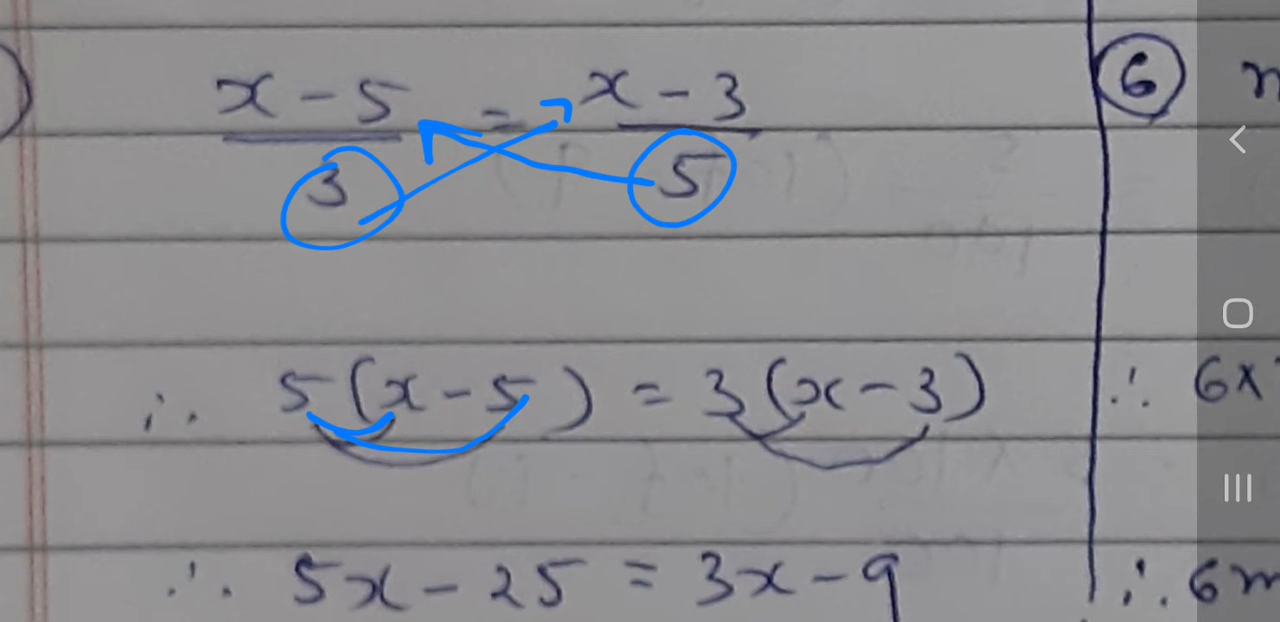 x - 5 = x - 3
3 5
∴ 5(x - 5) = 3(x - 3)
∴ 5x - 25 = 3x - 9
6
∴ 6x
∴ 6m